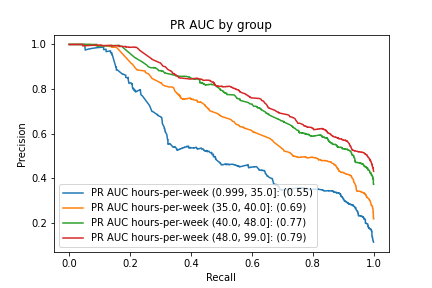 PR AUC by group
1.0
0.8
0.6
0.4
0.2
Precision
PR AUC hours-per-week (0.999, 35.0]: (0.55)
PR AUC hours-per-week (35.0, 40.0]: (0.69)
PR AUC hours-per-week (40.0, 48.0]: (0.77)
PR AUC hours-per-week (48.0, 99.0]: (0.79)
0.0 0.2 0.4 0.6 0.8 1.0
Recall